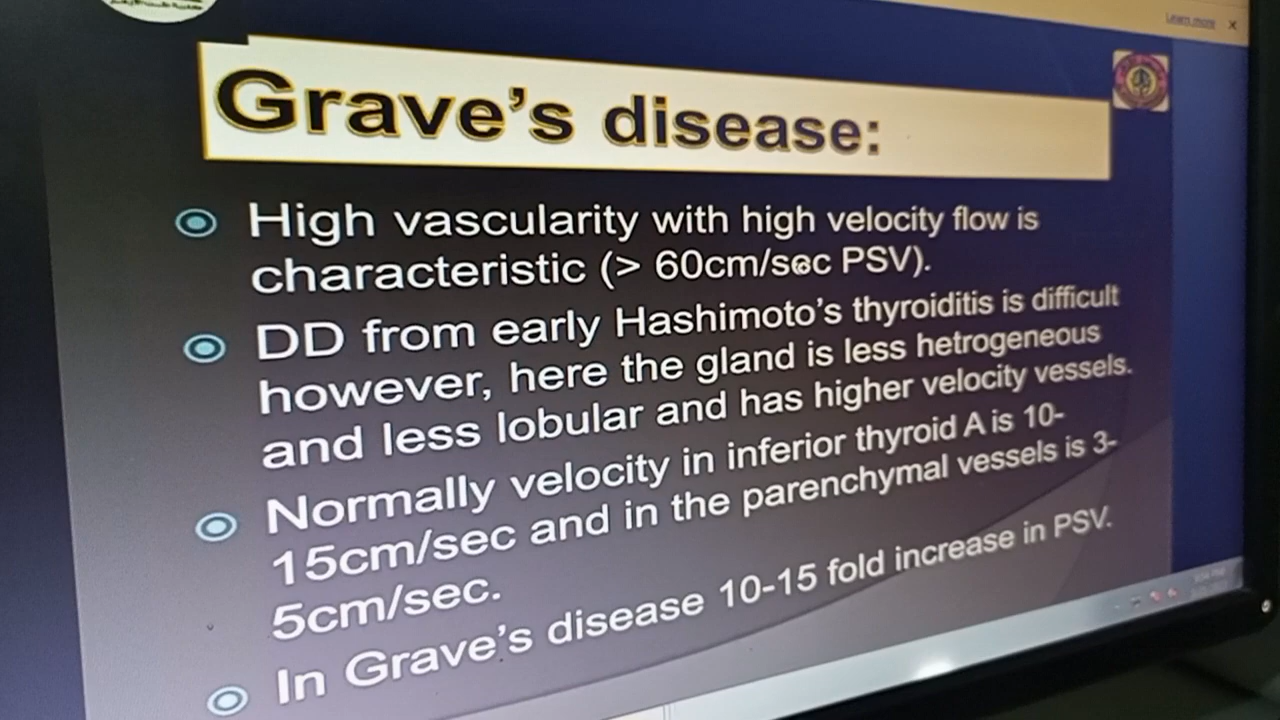 Learn more
Grave's disease:
High vascularity with high velocity flow is
characteristic (> 60cm/sec PSV).
DD from early Hashimoto's thyroiditis is difficult
however, here the gland is less hetrogeneous
and less lobular and has higher velocity vessels.
Normally velocity in inferior thyroid A is 10-
15cm/sec and in the parenchymal vessels is 3-
5cm/sec.
In Grave's disease 10-15 fold increase in PSV.